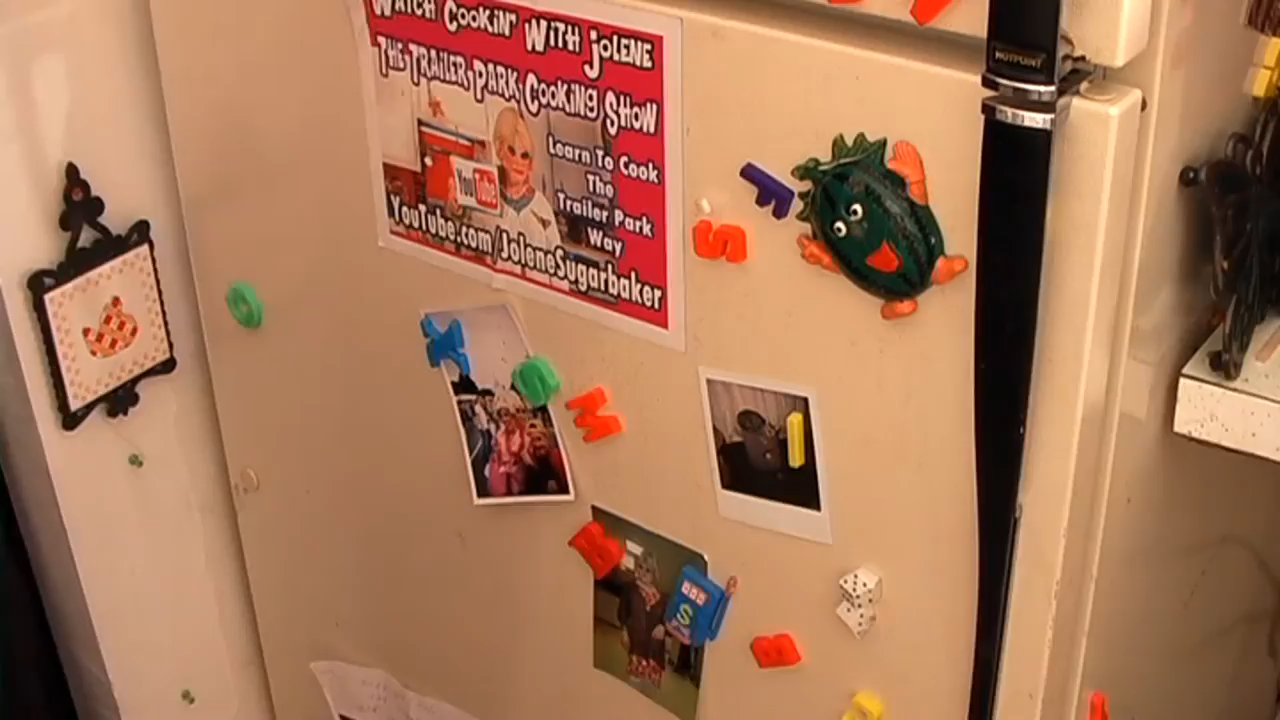 WATCH COOKIN' WITH JOLENE
THE TRAILER PARK COOKING SHOW
Learn To Cook
The
Trailer Park
Way
YouTube
YouTube.com/JoleneSugarbaker
HOTPOINT
F
S
X
M
I
B
$
B